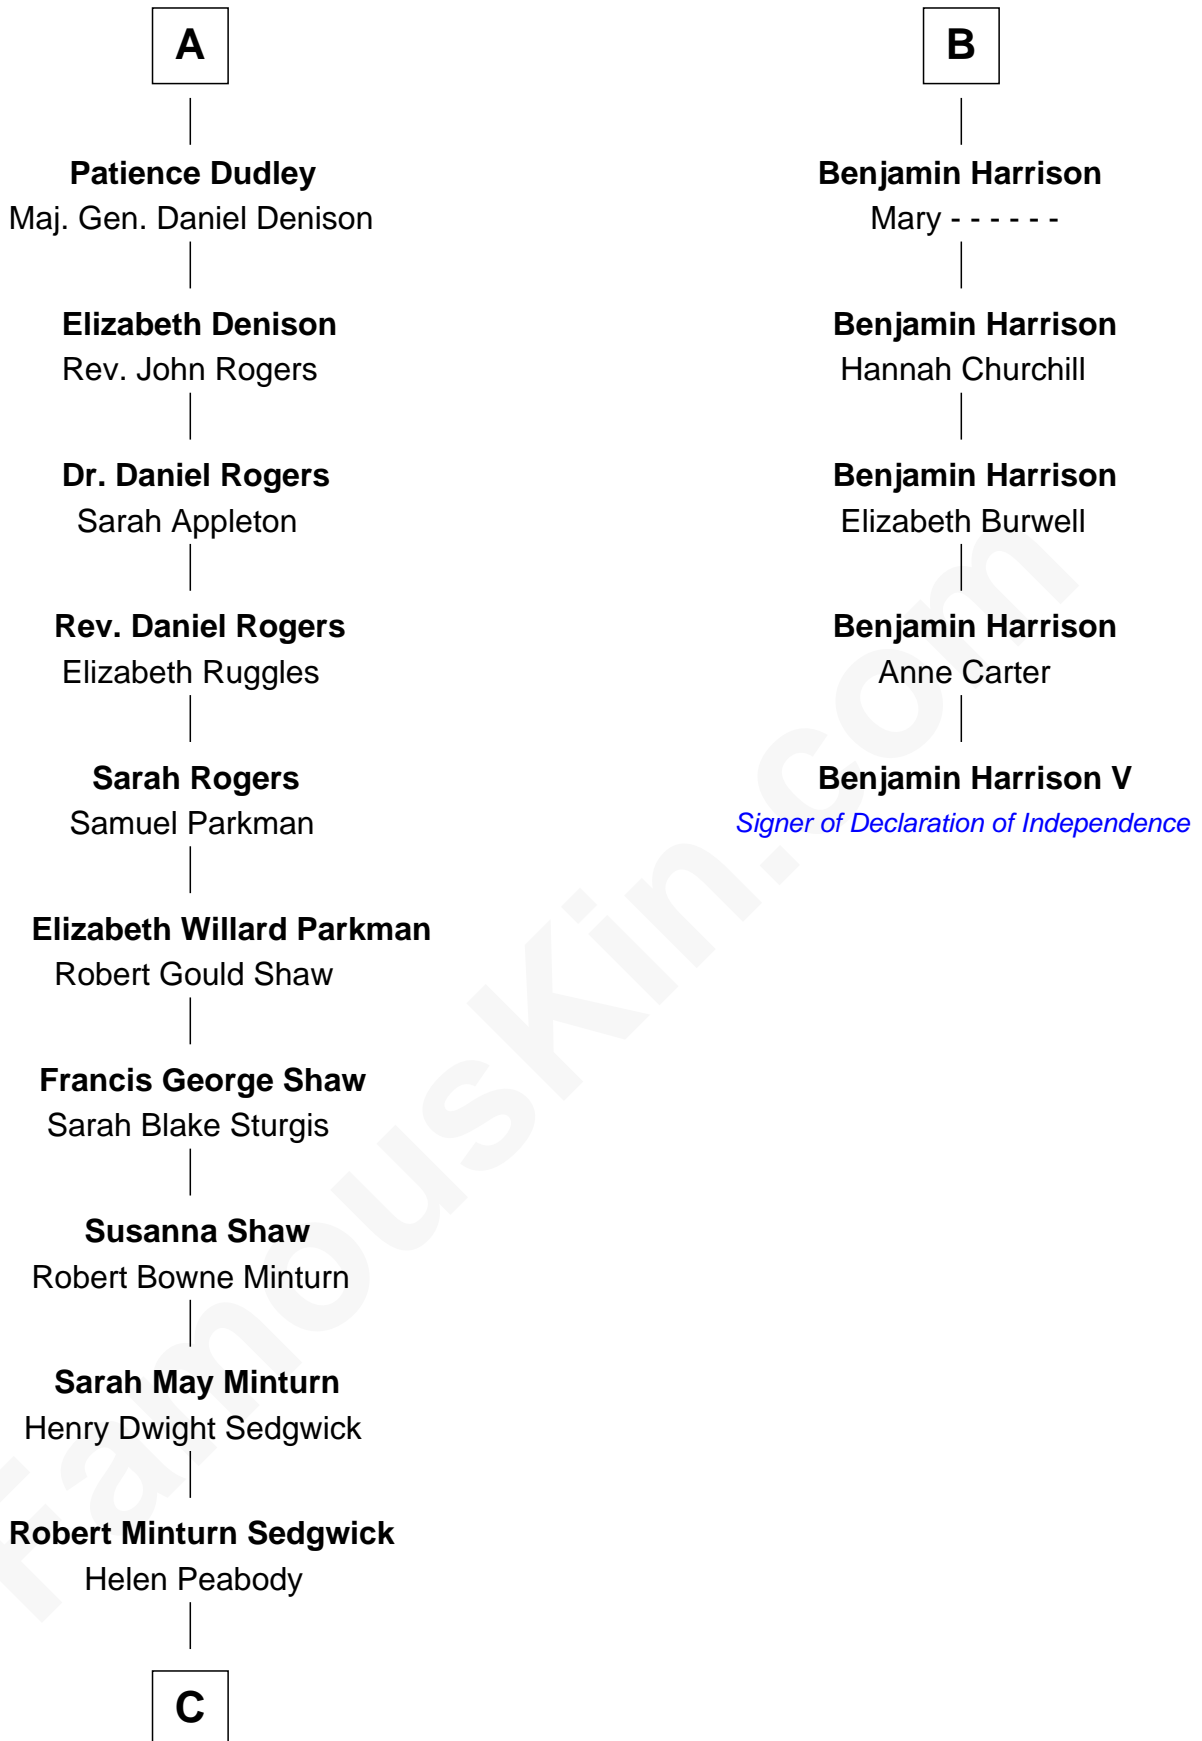 A
Patience Dudley
Maj. Gen. Daniel Denison
Elizabeth Denison
Rev. John Rogers
Dr. Daniel Rogers
Sarah Appleton
Rev. Daniel Rogers
Elizabeth Ruggles
Sarah Rogers
Samuel Parkman
Elizabeth Willard Parkman
Robert Gould Shaw
Francis George Shaw
Sarah Blake Sturgis
Susanna Shaw
Robert Bowne Minturn
Sarah May Minturn
Henry Dwight Sedgwick
Robert Minturn Sedgwick
Helen Peabody
C
B
Benjamin Harrison
Mary - - - - - -
Benjamin Harrison
Hannah Churchill
Benjamin Harrison
Elizabeth Burwell
Benjamin Harrison
Anne Carter
Benjamin Harrison V
Signer of Declaration of Independence
FamousKin.com